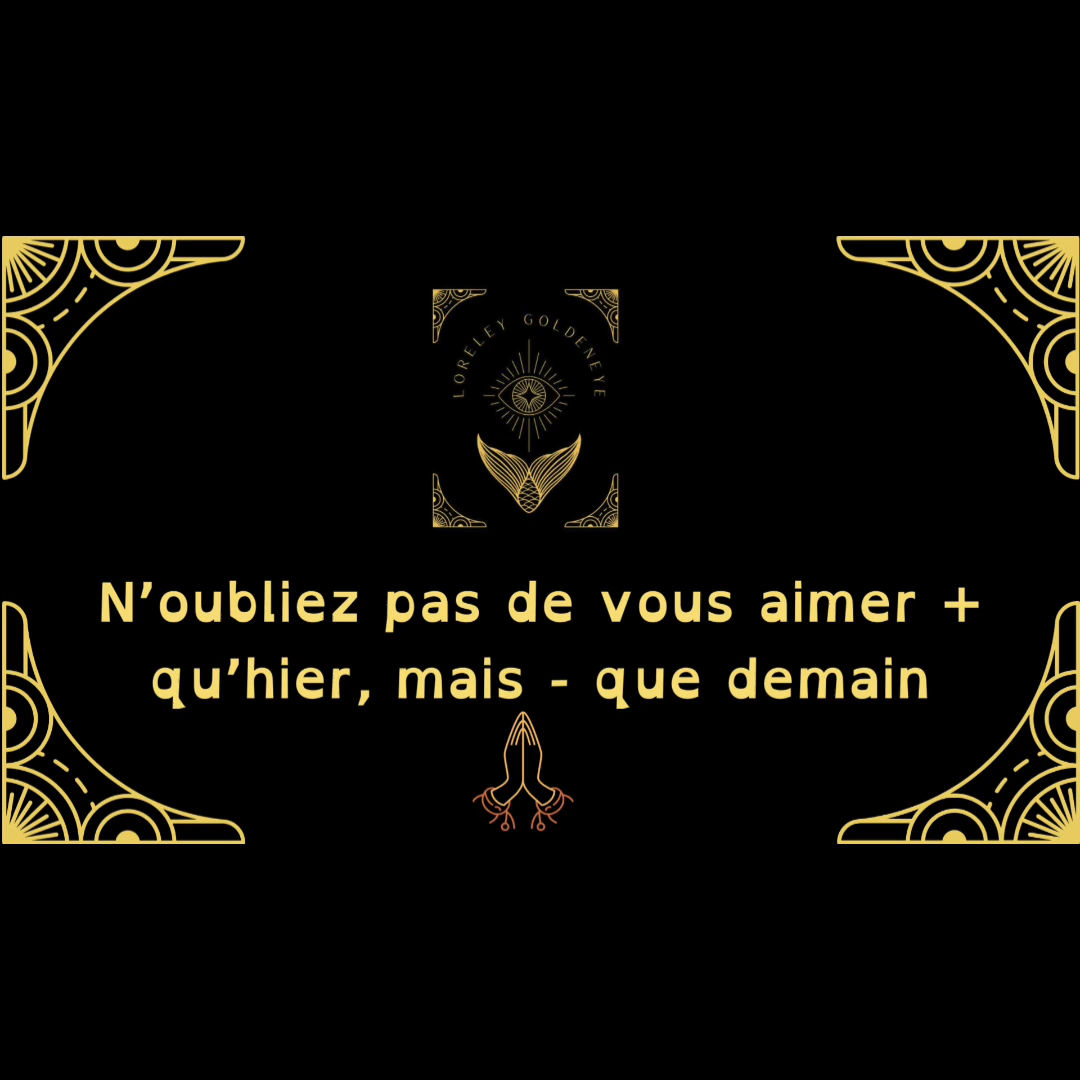 LORELEY GOLDENEYE
N’oubliez pas de vous aimer +
qu’hier, mais - que demain